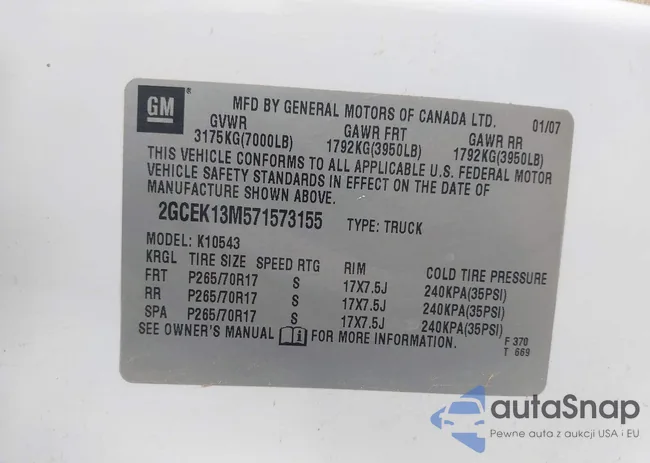 GM®
MFD BY GENERAL MOTORS OF CANADA LTD. 01/07
GVWR GAWR FRT GAWR RR
3175KG(7000LB) 1792KG(3950LB) 1792KG(3950LB)
THIS VEHICLE CONFORMS TO ALL APPLICABLE U.S. FEDERAL MOTOR
VEHICLE SAFETY STANDARDS IN EFFECT ON THE DATE OF
MANUFACTURE SHOWN ABOVE.
2GCEK13M571573155 TYPE: TRUCK
MODEL: K10543
KRGL TIRE SIZE SPEED RTG RIM COLD TIRE PRESSURE
FRT P265/70R17 S 17X7.5J 240KPA(35PSI)
RR P265/70R17 S 17X7.5J 240KPA(35PSI)
SPA P265/70R17 S 17X7.5J 240KPA(35PSI)
SEE OWNER'S MANUAL FOR MORE INFORMATION. F 370
T 669
autaSnap
Pewne auta z aukcji USA i EU